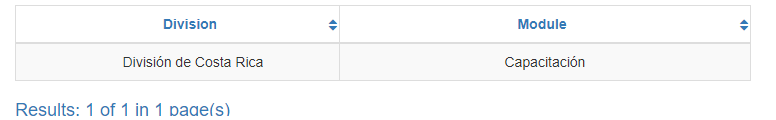 Division Module
División de Costa Rica Capacitación
Results: 1 of 1 in 1 page(s)